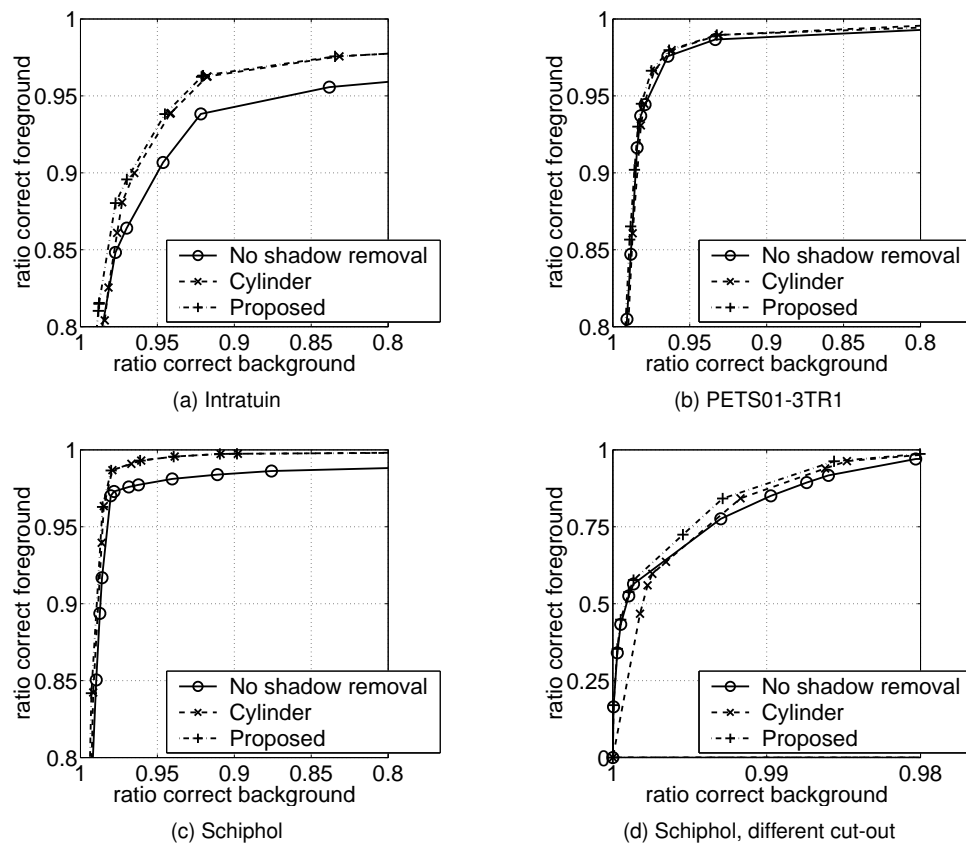 1
0.95
0.9
0.85
0.8
1
0.95
0.9
0.85
0.8
ratio correct foreground
ratio correct background
No shadow removal
Cylinder
Proposed
(a) Intratuin
1
0.95
0.9
0.85
0.8
1
0.95
0.9
0.85
0.8
ratio correct foreground
ratio correct background
No shadow removal
Cylinder
Proposed
(b) PETS01-3TR1
1
0.95
0.9
0.85
0.8
1
0.95
0.9
0.85
0.8
ratio correct foreground
ratio correct background
No shadow removal
Cylinder
Proposed
(c) Schiphol
1
0.75
0.5
0.25
0
1
0.99
0.98
ratio correct foreground
ratio correct background
No shadow removal
Cylinder
Proposed
(d) Schiphol, different cut-out